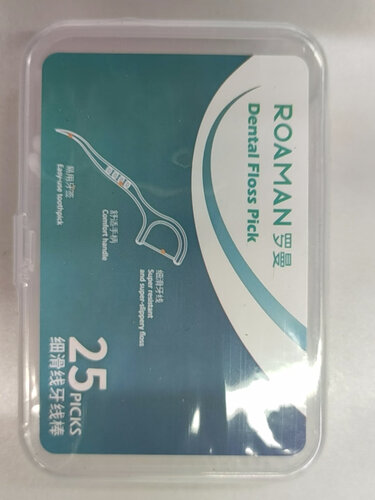 ROAMAN 罗曼
Dental Floss Pick
易用牙签
Easy-use toothpick
舒适手柄
Comfort handle
细滑牙线
Super resistant
and super-slippery floss
25 PICKS
细滑线牙线棒